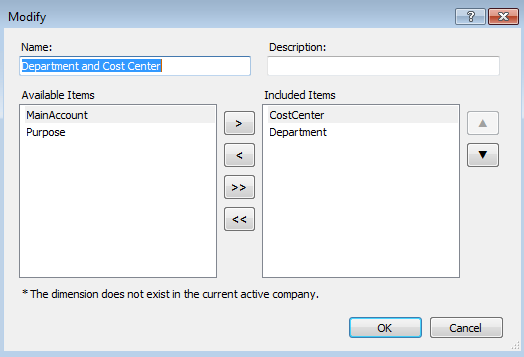 Modify
Name:
Description:
Department and Cost Center
Available Items
Included Items
MainAccount
Purpose
>
<
>>
<<
CostCenter
Department
* The dimension does not exist in the current active company.
OK
Cancel